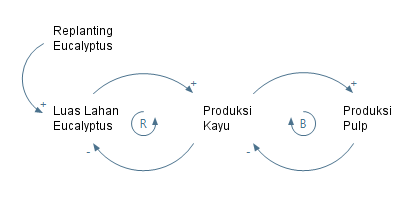 Replanting
Eucalyptus
+
+
+
Luas Lahan
Eucalyptus
R
Produksi
Kayu
B
Produksi
Pulp
-
-